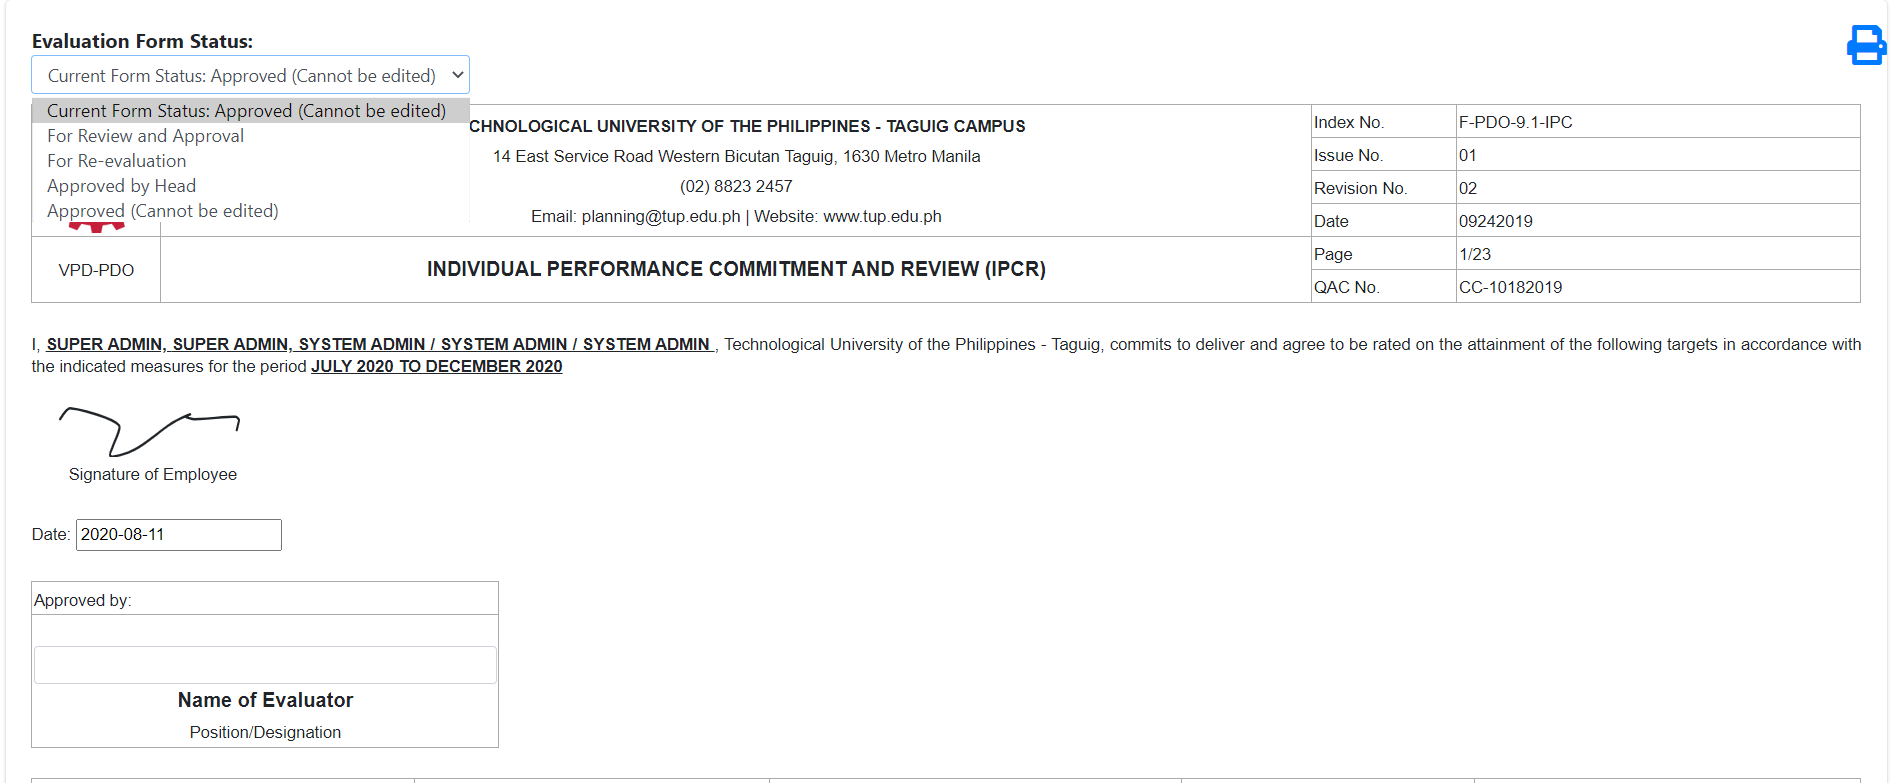 Evaluation Form Status:
Current Form Status: Approved (Cannot be edited)
Current Form Status: Approved (Cannot be edited)
For Review and Approval
For Re-evaluation
Approved by Head
Approved (Cannot be edited)
CHNOLOGICAL UNIVERSITY OF THE PHILIPPINES - TAGUIG CAMPUS
14 East Service Road Western Bicutan Taguig, 1630 Metro Manila
(02) 8823 2457
Email: planning@tup.edu.ph | Website: www.tup.edu.ph
Index No. F-PDO-9.1-IPC
Issue No. 01
Revision No. 02
Date 09242019
VPD-PDO
INDIVIDUAL PERFORMANCE COMMITMENT AND REVIEW (IPCR)
Page 1/23
QAC No. CC-10182019
I, SUPER ADMIN, SUPER ADMIN, SYSTEM ADMIN / SYSTEM ADMIN / SYSTEM ADMIN , Technological University of the Philippines - Taguig, commits to deliver and agree to be rated on the attainment of the following targets in accordance with
the indicated measures for the period JULY 2020 TO DECEMBER 2020
Signature of Employee
Date: 2020-08-11
Approved by:
Name of Evaluator
Position/Designation